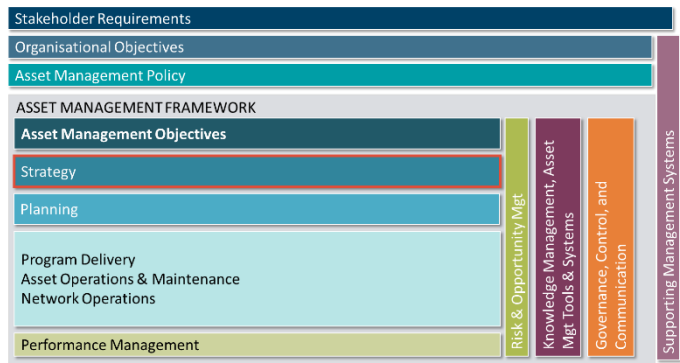 Stakeholder Requirements
Organisational Objectives
Asset Management Policy
ASSET MANAGEMENT FRAMEWORK
Asset Management Objectives
Strategy
Planning
Program Delivery
Asset Operations & Maintenance
Network Operations
Performance Management
Risk & Opportunity Mgt
Knowledge Management, Asset
Mgt Tools & Systems
Governance, Control, and
Communication
Supporting Management Systems